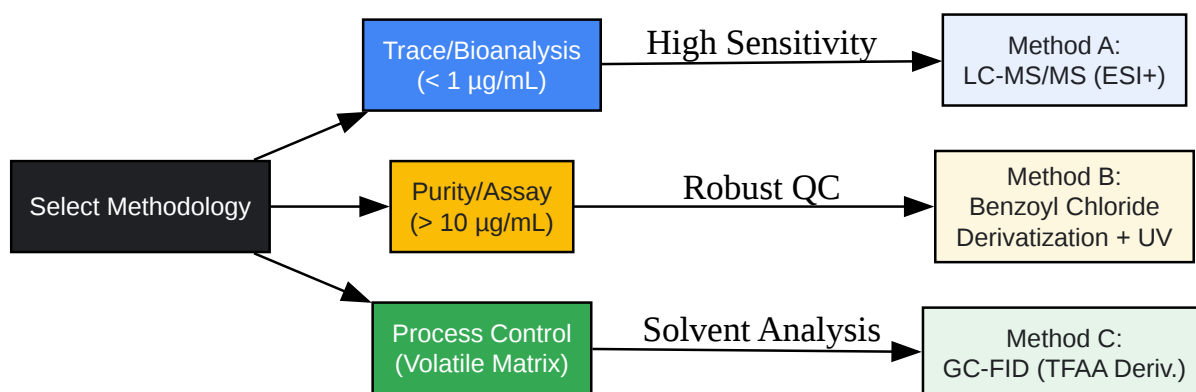 Select Methodology
Trace/Bioanalysis
(< 1 µg/mL)
High Sensitivity
Method A:
LC-MS/MS (ESI+)
Purity/Assay
(> 10 µg/mL)
Robust QC
Method B:
Benzoyl Chloride
Derivatization + UV
Process Control
(Volatile Matrix)
Solvent Analysis
Method C:
GC-FID (TFAA Deriv.)